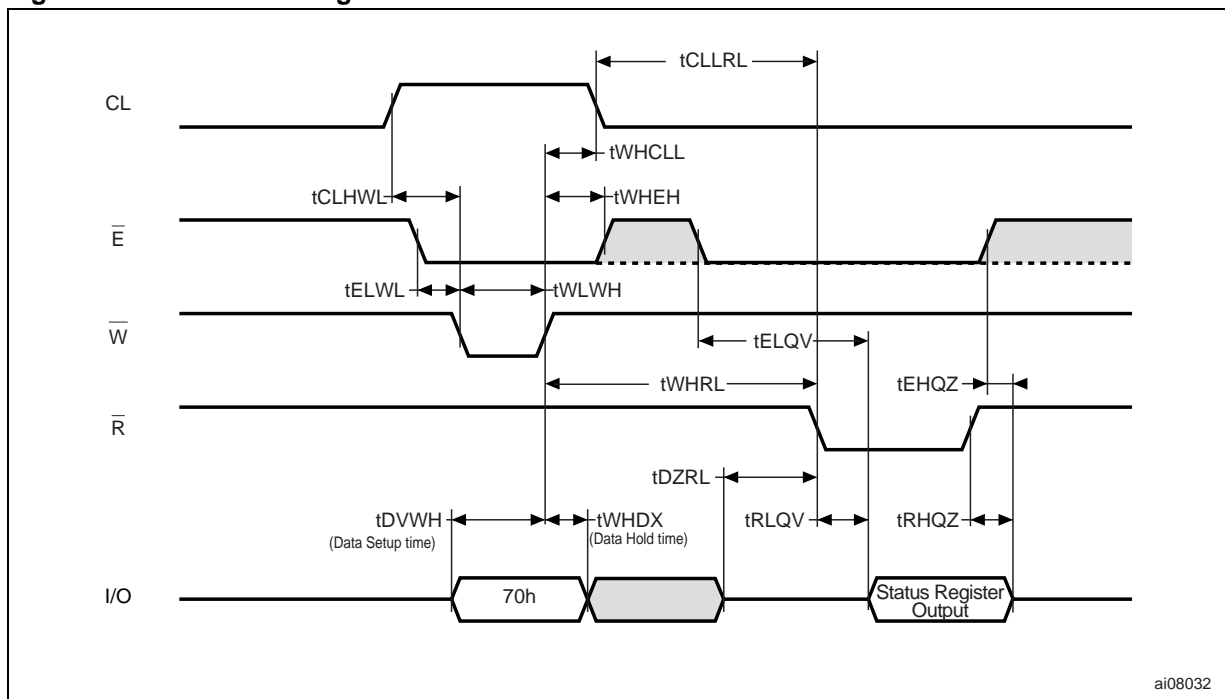 tCLLRL
CL
tWHCLL
tCLHWL
tWHEH
E
tELWL
tWLWH
W
tELQV
tWHRL
tEHQZ
R
tDZRL
tDVWH
(Data Setup time)
tWHDX
(Data Hold time)
tRLQV
tRHQZ
I/O
70h
Status Register
Output
ai08032